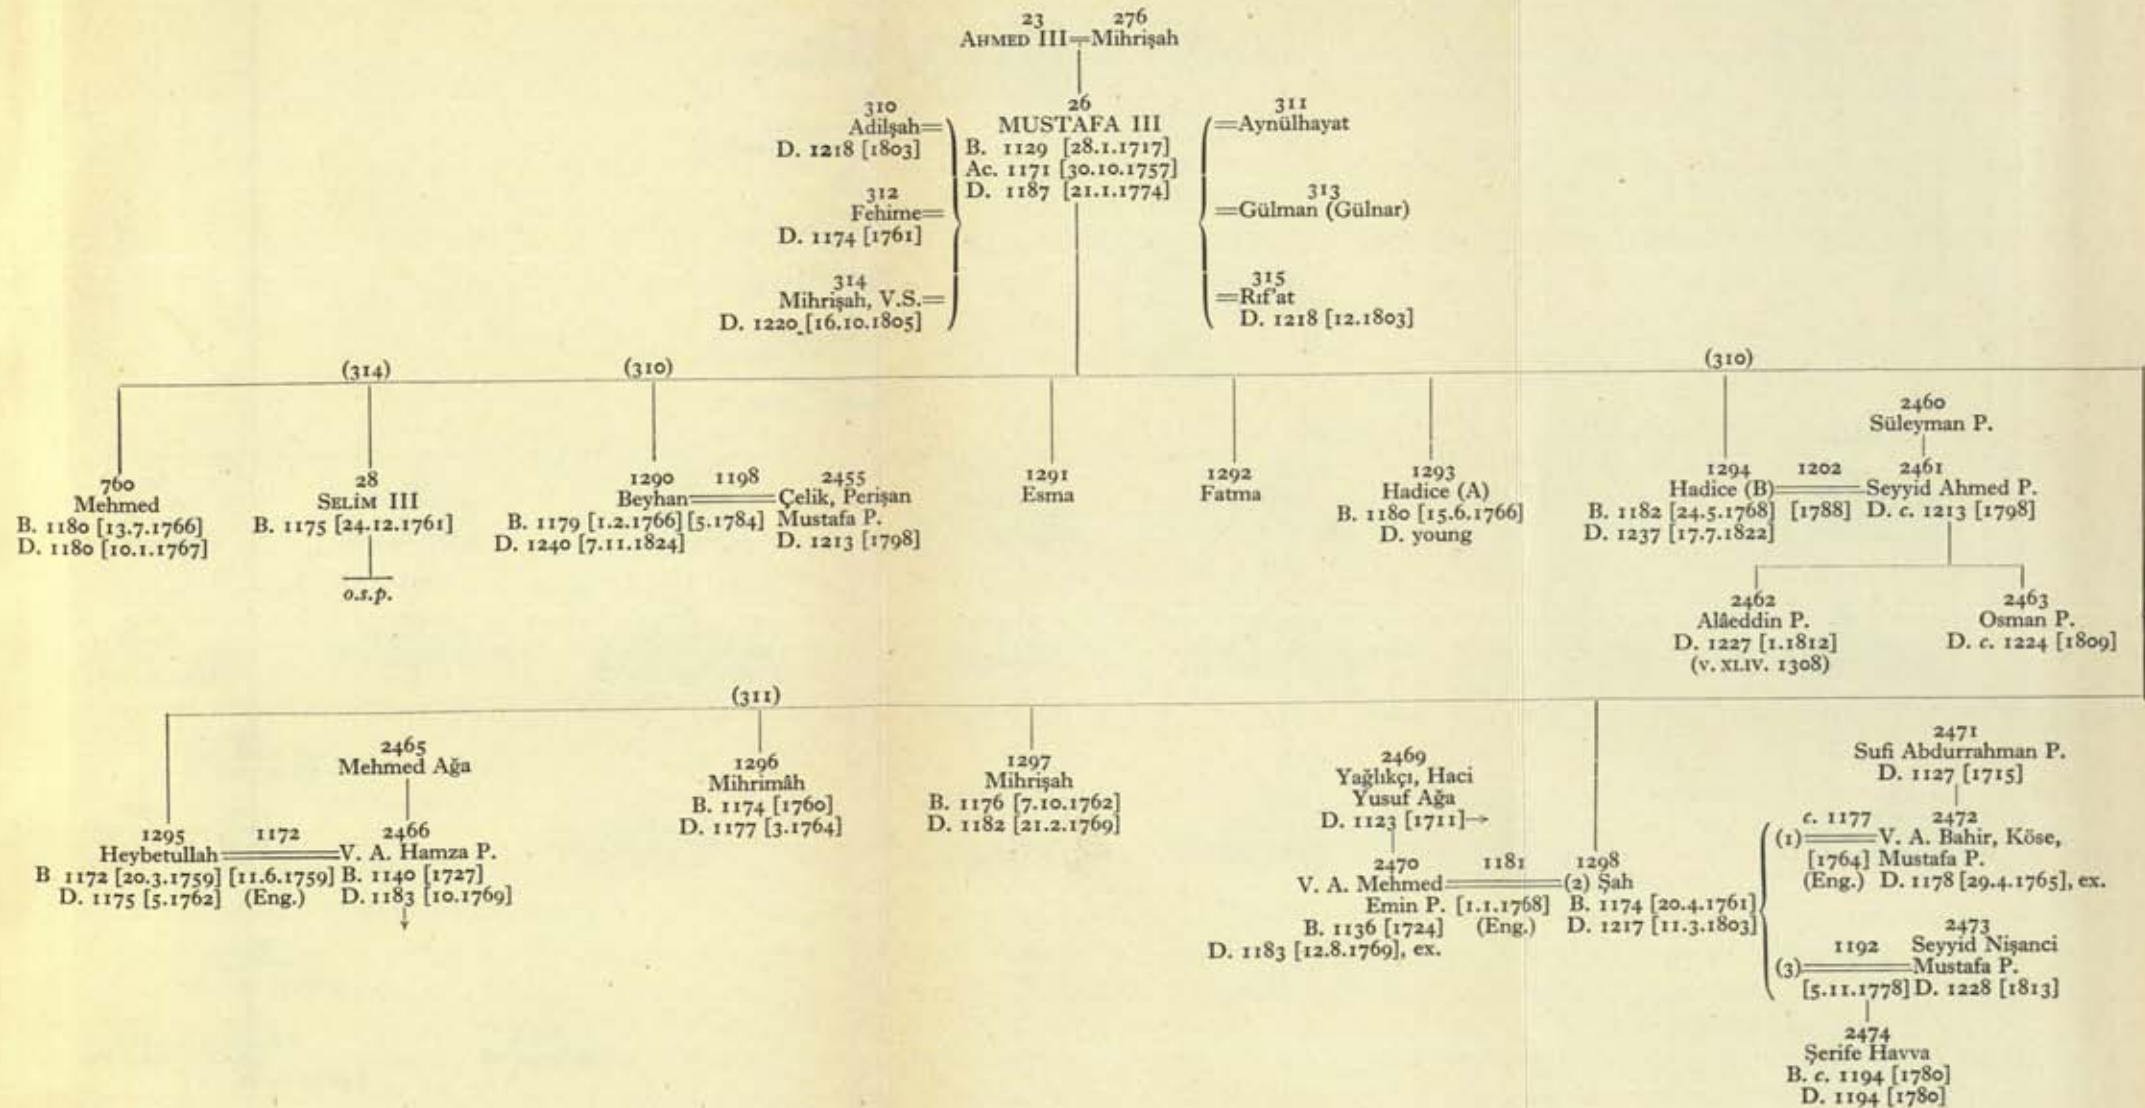 23 276
AHMED III=Mihrişah
310
Adilşah=
D. 1218 [1803]
312
Fehime=
D. 1174 [1761]
314
Mihrişah, V.S.=
D. 1220 [16.10.1805]
26
MUSTAFA III
B. 1129 [28.1.1717]
Ac. 1171 [30.10.1757]
D. 1187 [21.1.1774]
311
=Aynülhayat
313
=Gülman (Gülnar)
315
=Rıf'at
D. 1218 [12.1803]
(314) (310) (310)
760
Mehmed
B. 1180 [13.7.1766]
D. 1180 [10.1.1767]
28
SELİM III
B. 1175 [24.12.1761]
o.s.p.
1290 1198 2455
Beyhan=Çelik, Perişan
B. 1179 [1.2.1766] [5.1784] Mustafa P.
D. 1240 [7.11.1824] D. 1213 [1798]
1291
Esma
1292
Fatma
1293
Hadice (A)
B. 1180 [15.6.1766]
D. young
2460
Süleyman P.
1294 1202 2461
Hadice (B)=Seyyid Ahmed P.
B. 1182 [24.5.1768] [1788] D. c. 1213 [1798]
D. 1237 [17.7.1822]
2462
Alâeddin P.
D. 1227 [1.1812]
(v. XLIV. 1308)
2463
Osman P.
D. c. 1224 [1809]
(311)
2465
Mehmed Ağa
1295 1172 2466
Heybetullah=V. A. Hamza P.
B 1172 [20.3.1759] [11.6.1759] B. 1140 [1727]
D. 1175 [5.1762] (Eng.) D. 1183 [10.1769]
1296
Mihrimâh
B. 1174 [1760]
D. 1177 [3.1764]
1297
Mihrişah
B. 1176 [7.10.1762]
D. 1182 [21.2.1769]
2469
Yağlıkçı, Haci
Yusuf Ağa
D. 1123 [1711]→
2470 1181 1298
V. A. Mehmed=(2) Şah
Emin P. [1.1.1768] B. 1174 [20.4.1761]
B. 1136 [1724] (Eng.) D. 1217 [11.3.1803]
D. 1183 [12.8.1769], ex.
2471
Sufi Abdurrahman P.
D. 1127 [1715]
c. 1177 2472
(1)=V. A. Bahir, Köse,
[1764] Mustafa P.
(Eng.) D. 1178 [29.4.1765], ex.
2473
1192 Seyyid Nişanci
(3)=Mustafa P.
[5.11.1778] D. 1228 [1813]
2474
Şerife Havva
B. c. 1194 [1780]
D. 1194 [1780]